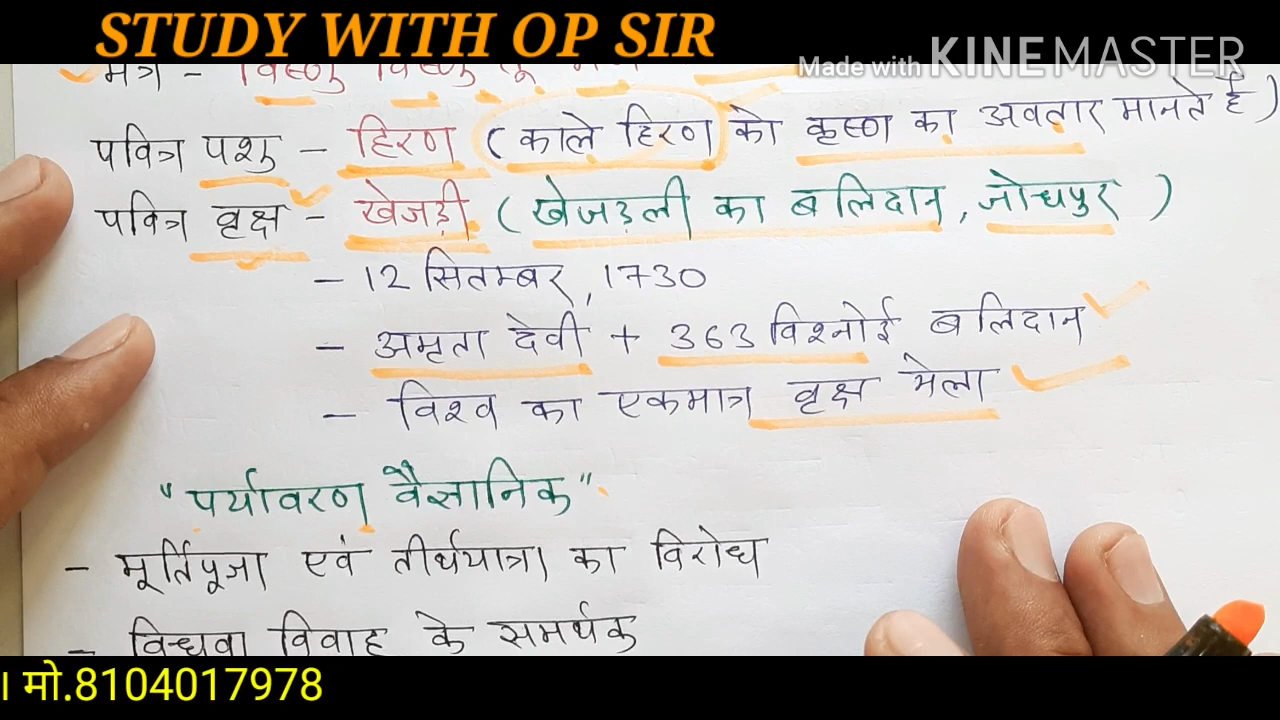 STUDY WITH OP SIR
Made with KINEMASTER
मंत्र - विष्णु विष्णु तू
पवित्र पशु - हिरण (काले हिरण को कृष्ण का अवतार मानते है)
पवित्र वृक्ष - खेजड़ी (खेजड़ली का बलिदान, जोधपुर)
- 12 सितम्बर, 1730
- अमृता देवी + 363 विश्नोई बलिदान
- विश्व का एकमात्र वृक्ष मेला
"पर्यावरण वैज्ञानिक"
- मूर्तिपूजा एवं तीर्थयात्रा का विरोध
- विधवा विवाह के समर्थक
। मो.8104017978